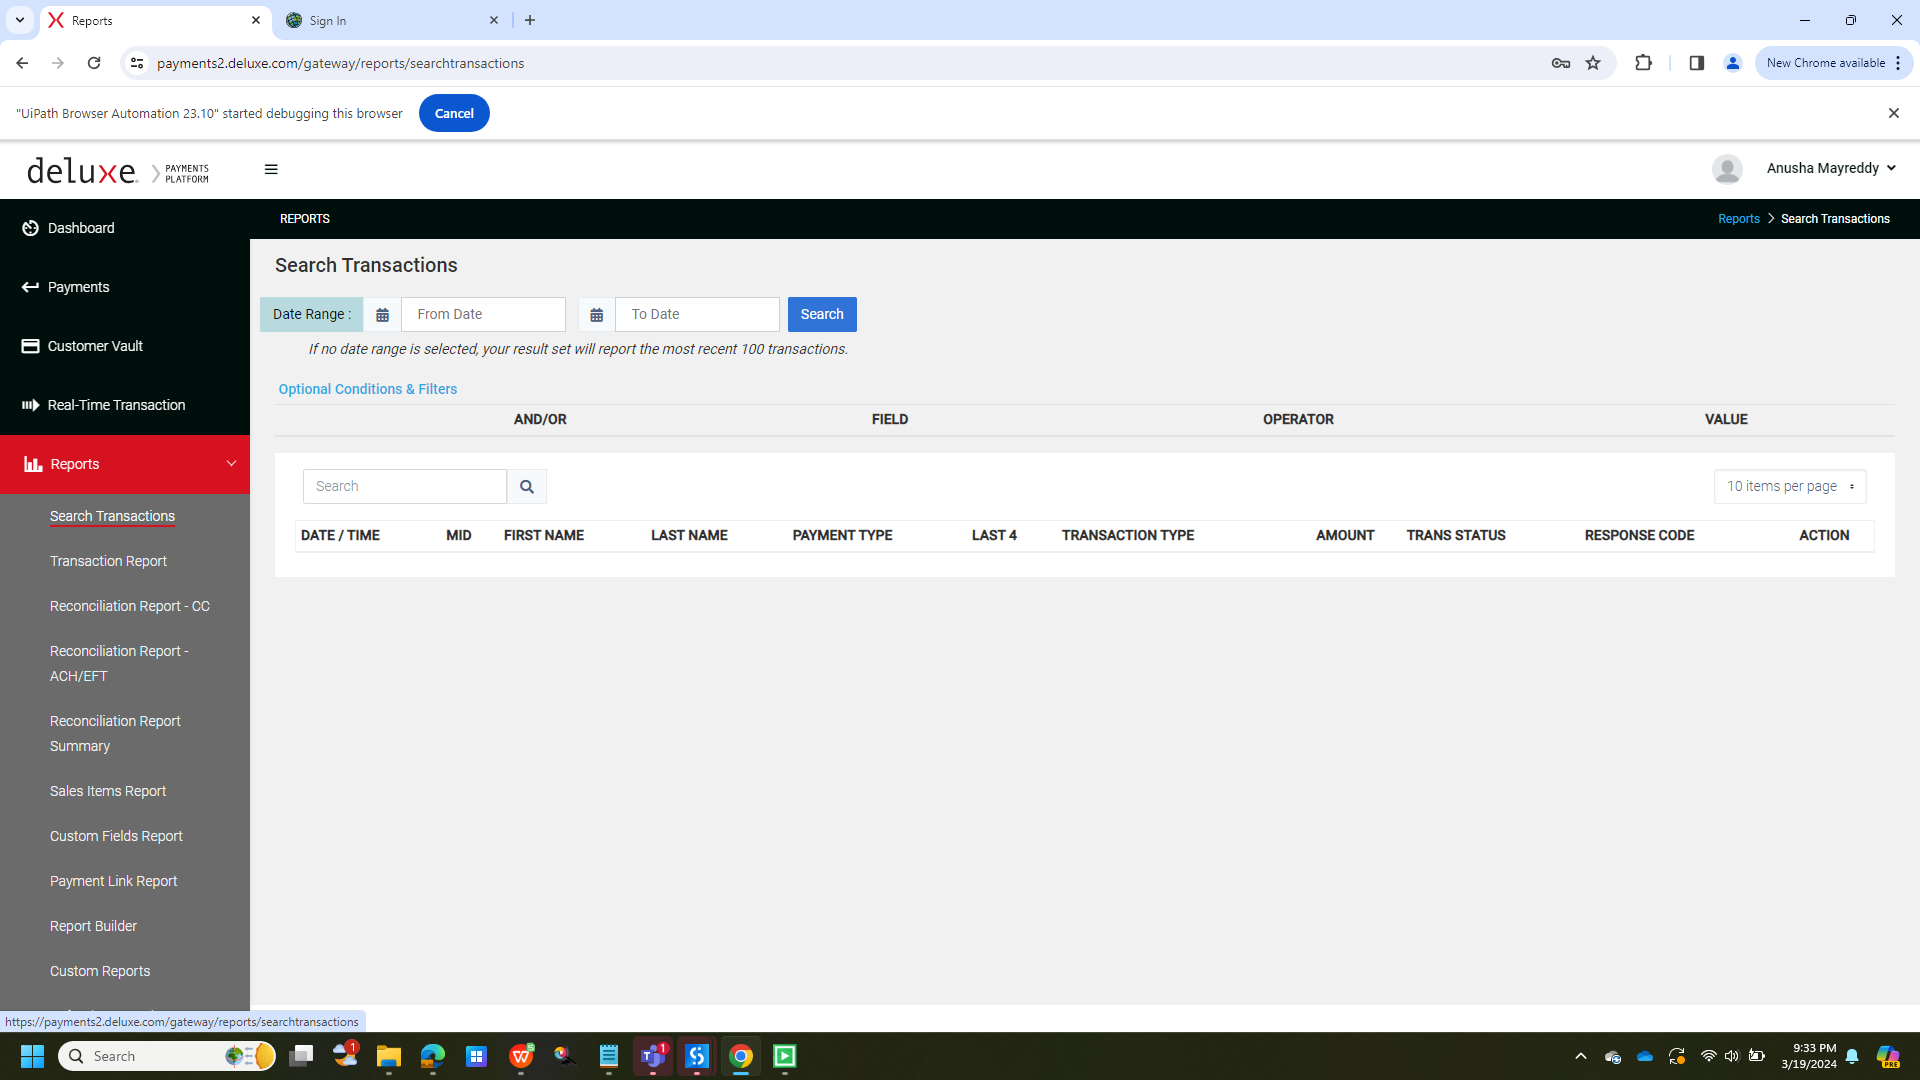 Reports
Sign In
payments2.deluxe.com/gateway/reports/searchtransactions
New Chrome available
"UiPath Browser Automation 23.10" started debugging this browser
Cancel
deluxe. PAYMENTS
PLATFORM
Anusha Mayreddy
Dashboard
REPORTS
Reports
Search Transactions
Payments
Customer Vault
Real-Time Transaction
Reports
Search Transactions
Transaction Report
Reconciliation Report - CC
Reconciliation Report -
ACH/EFT
Reconciliation Report
Summary
Sales Items Report
Custom Fields Report
Payment Link Report
Report Builder
Custom Reports
Search Transactions
Date Range :
From Date
To Date
Search
If no date range is selected, your result set will report the most recent 100 transactions.
Optional Conditions & Filters
AND/OR FIELD OPERATOR VALUE
Search
10 items per page
DATE / TIME MID FIRST NAME LAST NAME PAYMENT TYPE LAST 4 TRANSACTION TYPE AMOUNT TRANS STATUS RESPONSE CODE ACTION
https://payments2.deluxe.com/gateway/reports/searchtransactions
Search
1
1
9:33 PM
3/19/2024
PRE